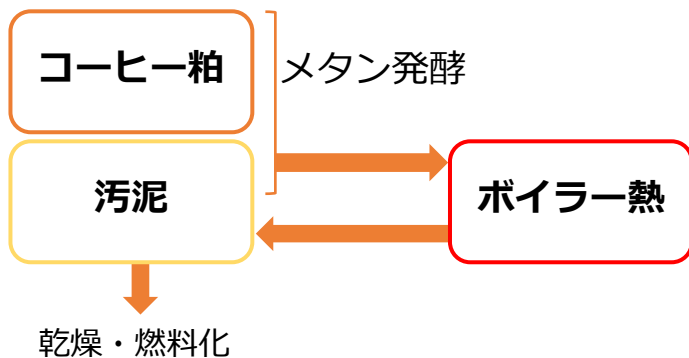 コーヒー粕
メタン発酵
汚泥
ボイラー熱
乾燥・燃料化